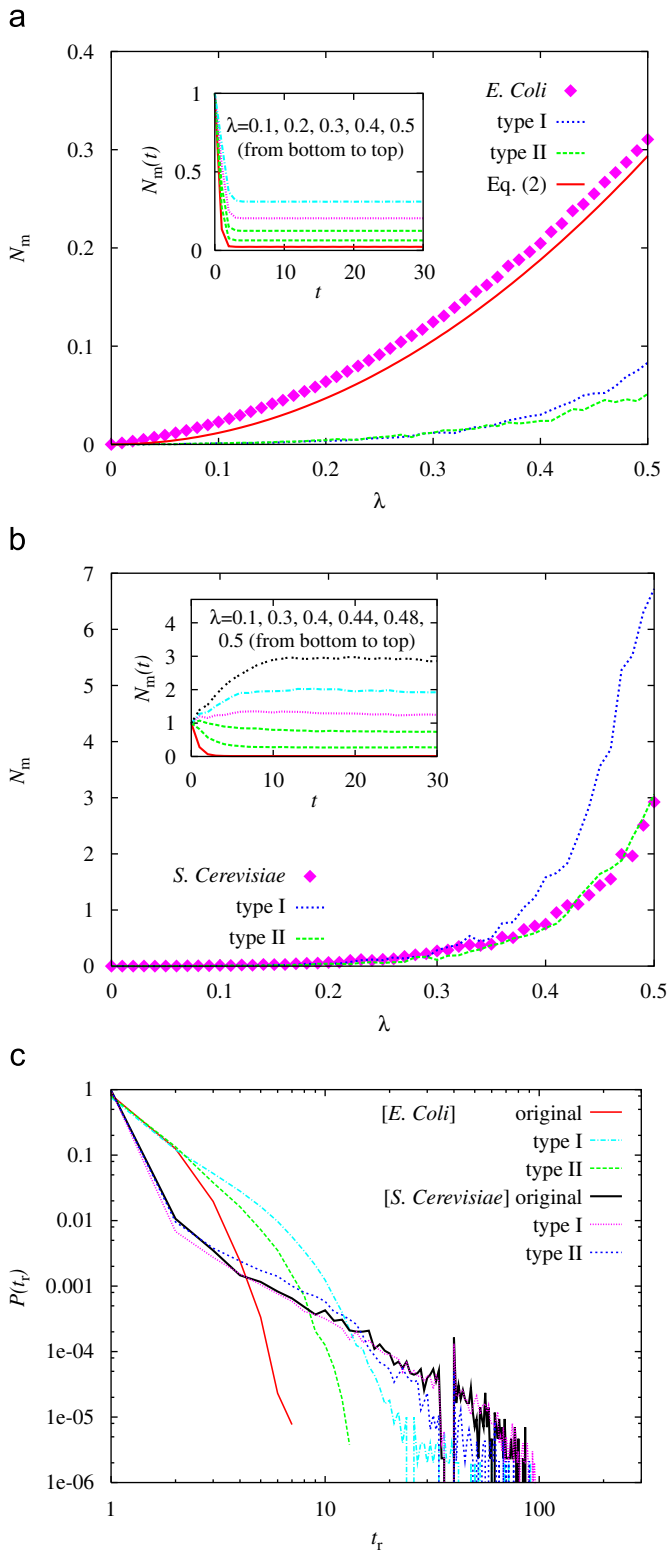 a
0.4
0.3
0.2
0.1
0
N_m
0 0.1 0.2 0.3 0.4 0.5
λ
E. Coli
type I
type II
Eq. (2)
1
0.5
0
N_m(t)
λ=0.1, 0.2, 0.3, 0.4, 0.5
(from bottom to top)
0 10 20 30
t
b
7
6
5
4
3
2
1
0
N_m
0 0.1 0.2 0.3 0.4 0.5
λ
4
3
2
1
0
N_m(t)
λ=0.1, 0.3, 0.4, 0.44, 0.48,
0.5 (from bottom to top)
0 10 20 30
t
S. Cerevisiae
type I
type II
c
1
0.1
0.01
0.001
1e-04
1e-05
1e-06
P(t_r)
[E. Coli] original
type I
type II
[S. Cerevisiae] original
type I
type II
1 10 100
t_r